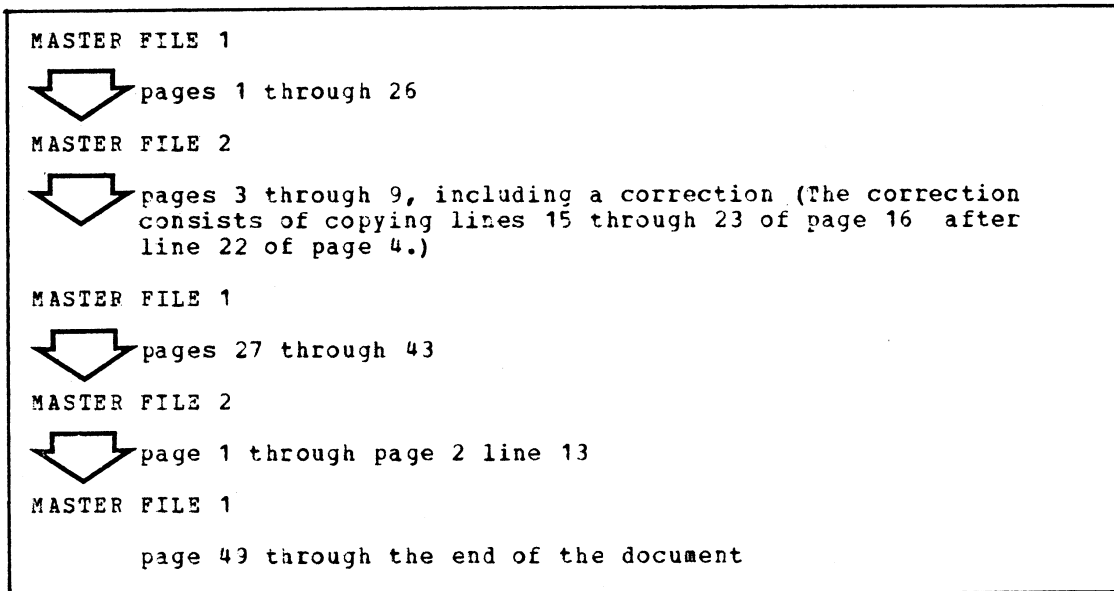 MASTER FILE 1
pages 1 through 26
MASTER FILE 2
pages 3 through 9, including a correction (The correction
consists of copying lines 15 through 23 of page 16 after
line 22 of page 4.)
MASTER FILE 1
pages 27 through 43
MASTER FILE 2
page 1 through page 2 line 13
MASTER FILE 1
page 49 through the end of the document